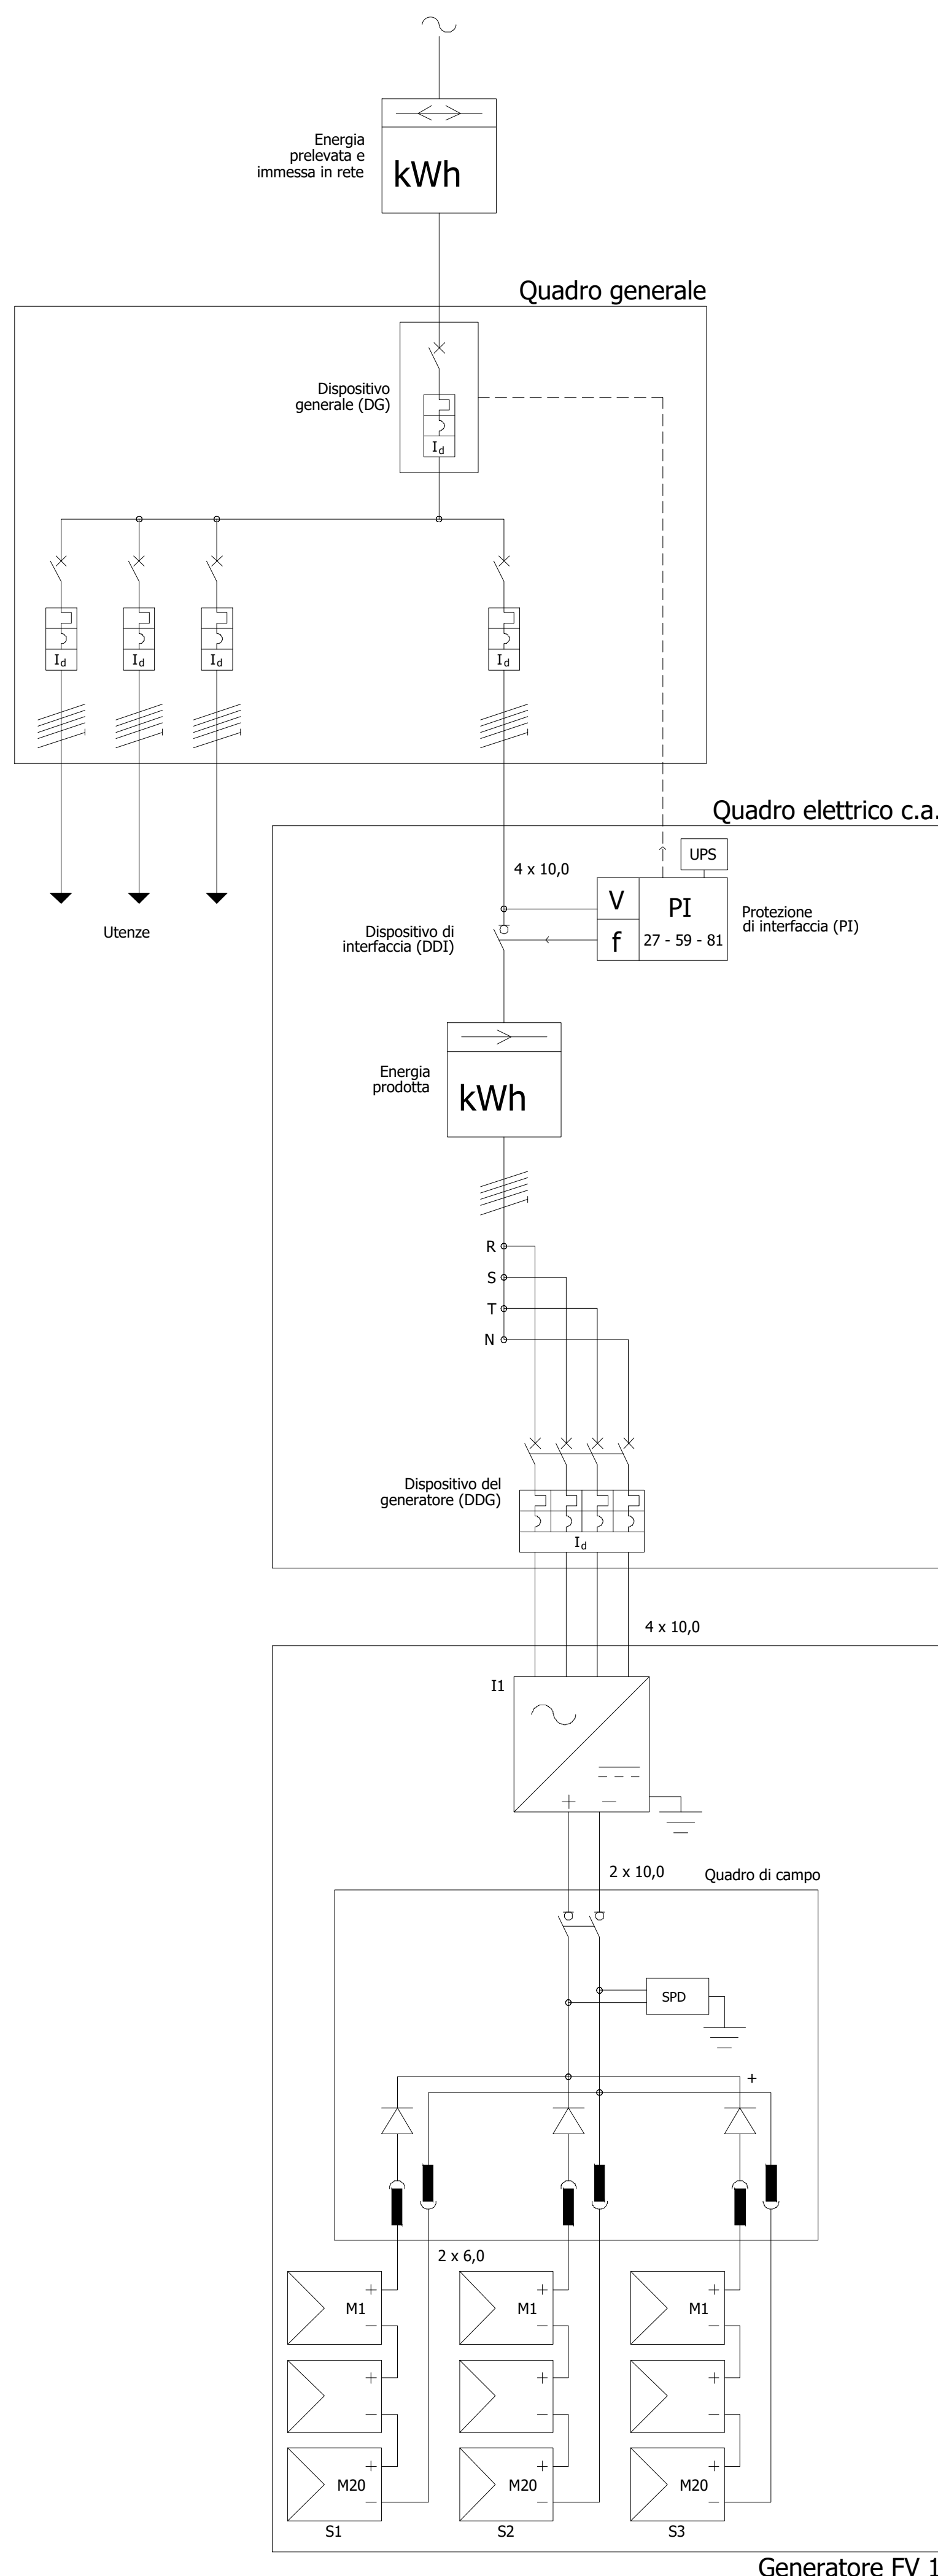 Energia
prelevata e
immessa in rete
kWh
Quadro generale
Dispositivo
generale (DG)
Id
Id
Id
Id
Id
Quadro elettrico c.a.
UPS
4 x 10,0
V
PI
f
27 - 59 - 81
Protezione
di interfaccia (PI)
Utenze
Dispositivo di
interfaccia (DDI)
Energia
prodotta
kWh
R
S
T
N
Dispositivo del
generatore (DDG)
Id
4 x 10,0
I1
+ −
2 x 10,0
Quadro di campo
SPD
+
2 x 6,0
+ + +
M1 M1 M1
− − −
+ + +
− − −
+ + +
M20 M20 M20
− − −
S1 S2 S3
Generatore FV 1